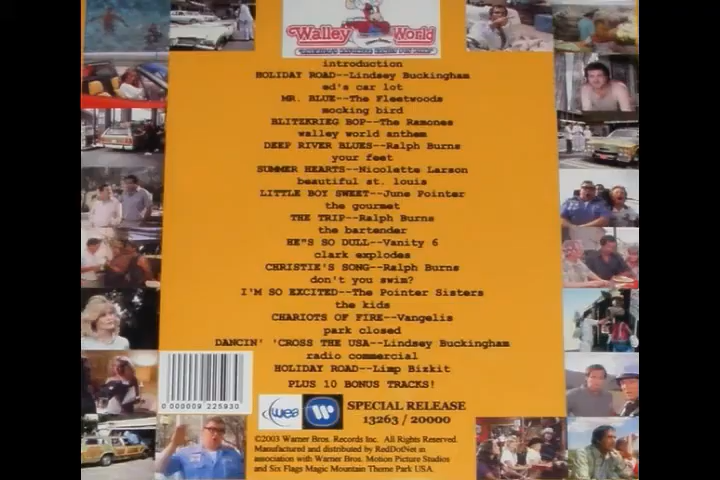 Walley World
introduction
HOLIDAY ROAD--Lindsey Buckingham
ed's car lot
MR. BLUE--The Fleetwoods
mocking bird
BLITZKRIEG BOP--The Ramones
walley world anthem
DEEP RIVER BLUES--Ralph Burns
your feet
SUMMER HEARTS--Nicolette Larson
beautiful st. louis
LITTLE BOY SWEET--June Pointer
the gourmet
THE TRIP--Ralph Burns
the bartender
HE"S SO DULL--Vanity 6
clark explodes
CHRISTIE'S SONG--Ralph Burns
don't you swim?
I'M SO EXCITED--The Pointer Sisters
the kids
CHARIOTS OF FIRE--Vangelis
park closed
DANCIN' 'CROSS THE USA--Lindsey Buckingham
radio commercial
HOLIDAY ROAD--Limp Bizkit
PLUS 10 BONUS TRACKS!
0 000009 225930
wea
SPECIAL RELEASE
13263 / 20000
©2003 Warner Bros. Records Inc. All Rights Reserved.
Manufactured and distributed by RedDotNet in
association with Warner Bros. Motion Picture Studios
and Six Flags Magic Mountain Theme Park USA.